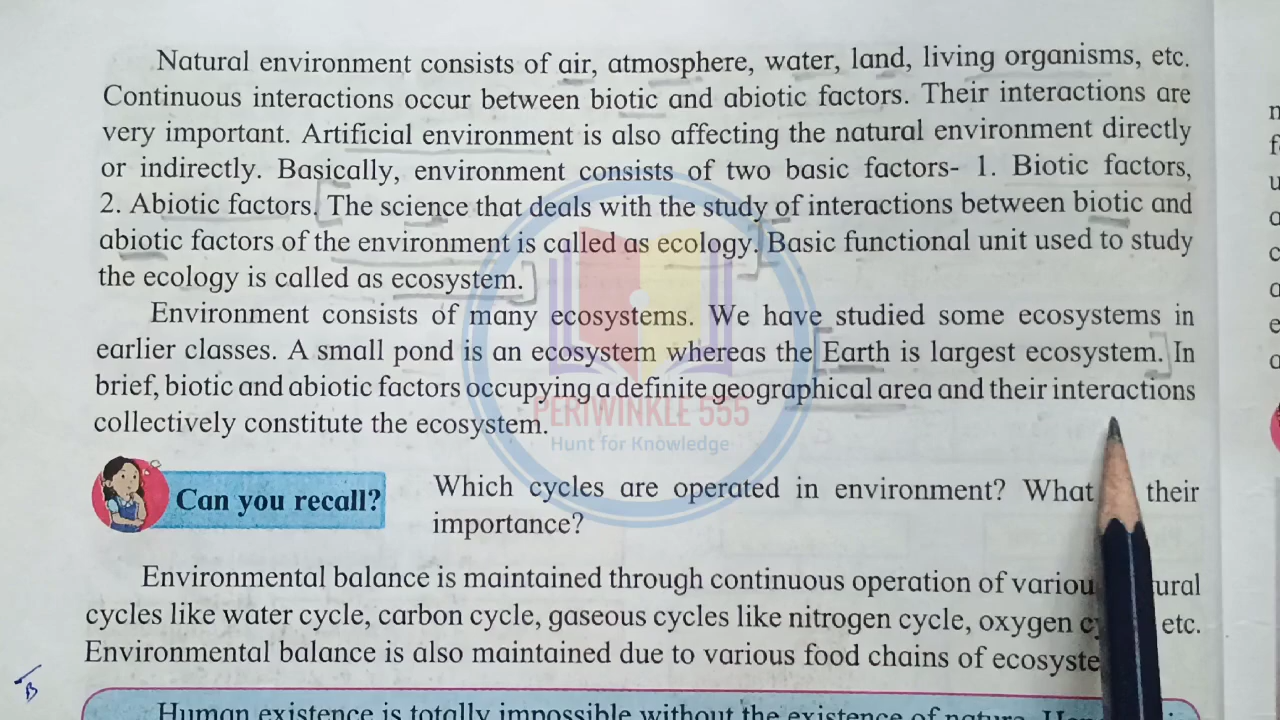 Natural environment consists of air, atmosphere, water, land, living organisms, etc.
Continuous interactions occur between biotic and abiotic factors. Their interactions are
very important. Artificial environment is also affecting the natural environment directly
or indirectly. Basically, environment consists of two basic factors- 1. Biotic factors,
2. Abiotic factors. The science that deals with the study of interactions between biotic and
abiotic factors of the environment is called as ecology. Basic functional unit used to study
the ecology is called as ecosystem.
Environment consists of many ecosystems. We have studied some ecosystems in
earlier classes. A small pond is an ecosystem whereas the Earth is largest ecosystem. In
brief, biotic and abiotic factors occupying a definite geographical area and their interactions
collectively constitute the ecosystem.
PERIWINKLE 555
Hunt for Knowledge
Can you recall?
Which cycles are operated in environment? What their
importance?
Environmental balance is maintained through continuous operation of
cycles like water cycle, carbon cycle, gaseous cycles like nitrogen cycle, oxygen etc.
Environmental balance is also maintained due to various food chains of
B
Human existence is totally impossible without the existence of nature.